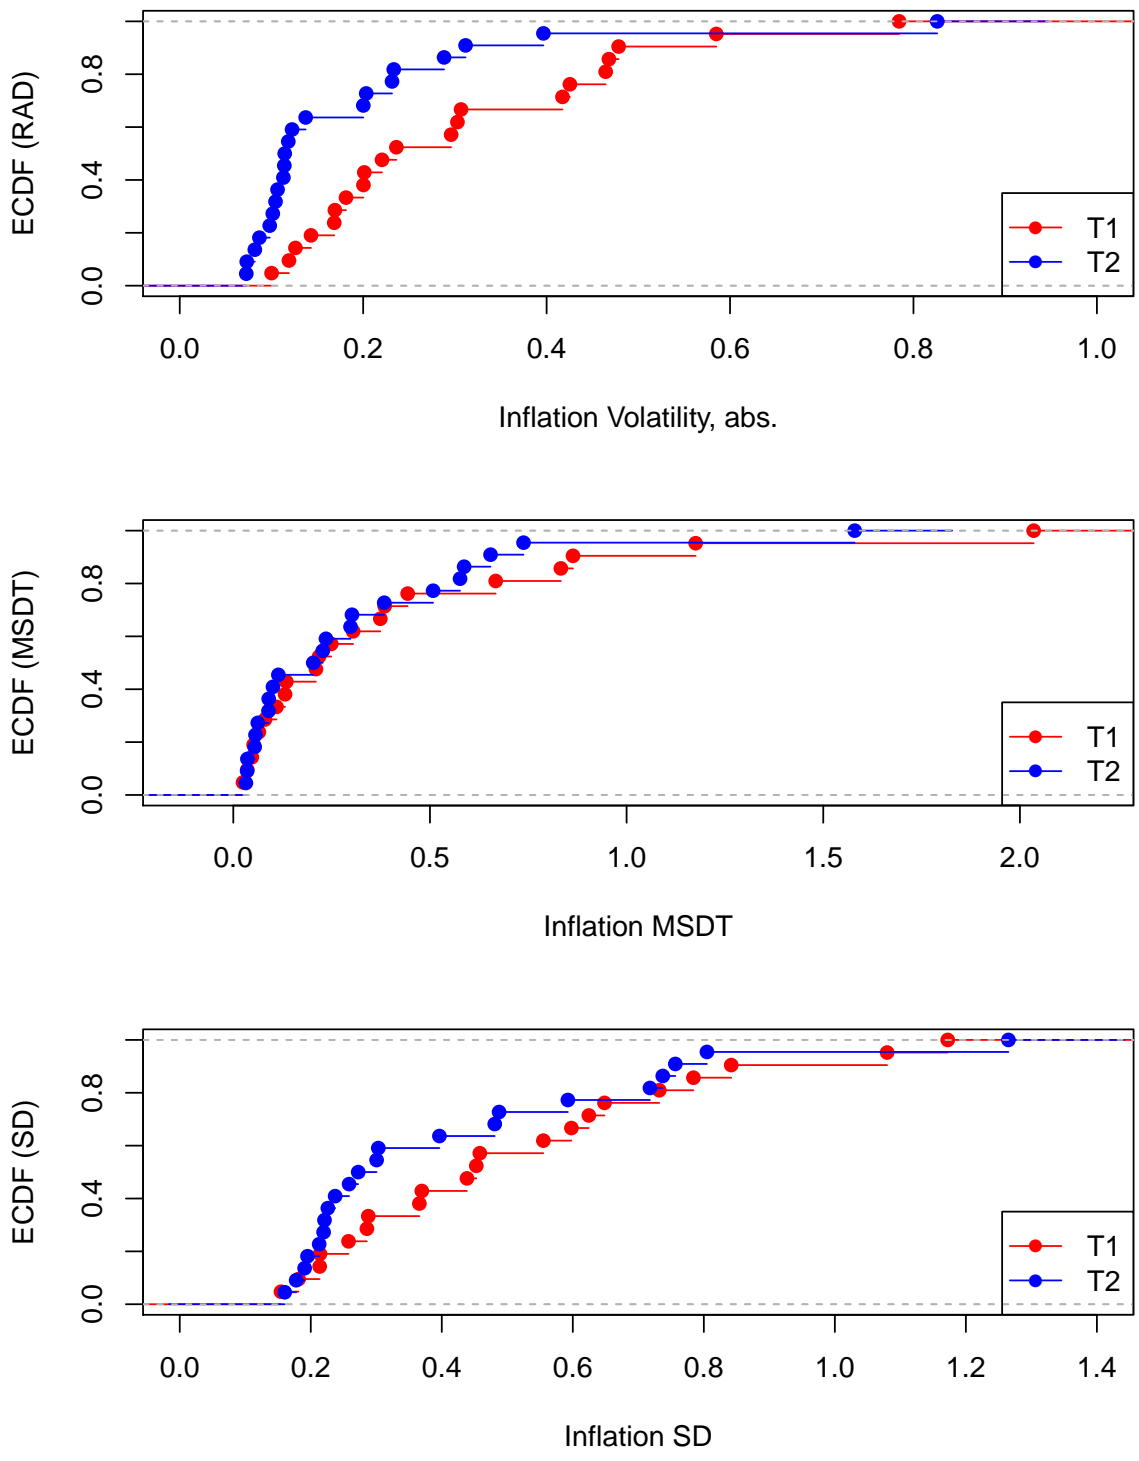 ECDF (RAD)
0.8
0.4
0.0
T1
T2
0.0 0.2 0.4 0.6 0.8 1.0
Inflation Volatility, abs.
ECDF (MSDT)
0.8
0.4
0.0
T1
T2
0.0 0.5 1.0 1.5 2.0
Inflation MSDT
ECDF (SD)
0.8
0.4
0.0
T1
T2
0.0 0.2 0.4 0.6 0.8 1.0 1.2 1.4
Inflation SD